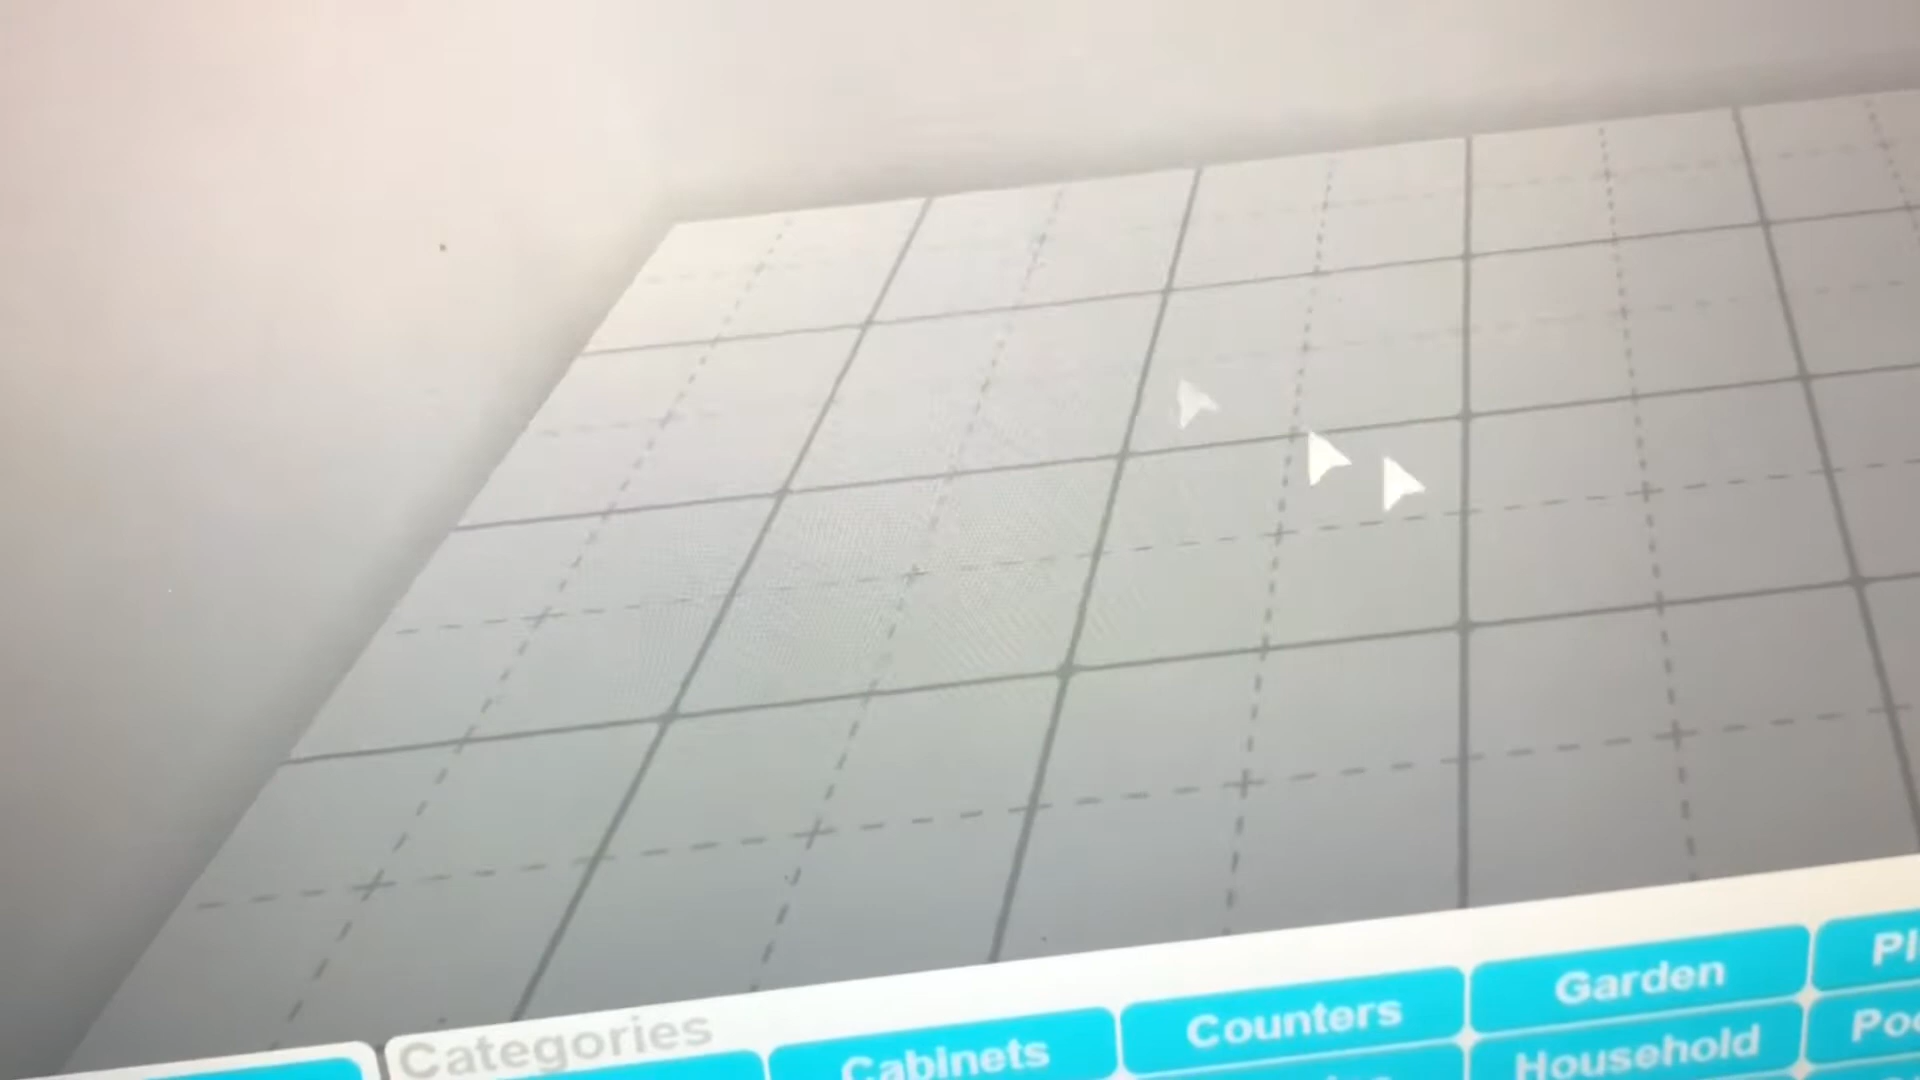 Categories
Cabinets
Counters
Garden
Household